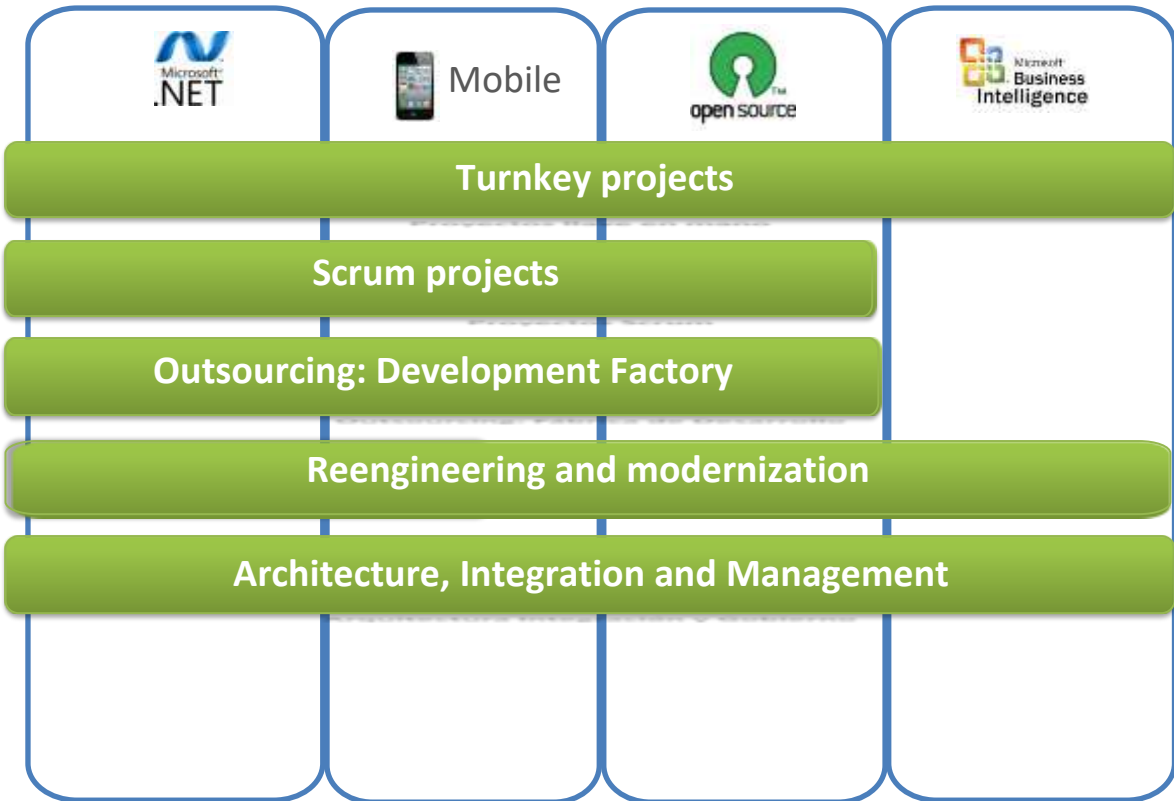 Microsoft
.NET
Mobile
TM
open source
Microsoft
Business
Intelligence
Turnkey projects
Scrum projects
Outsourcing: Development Factory
Reengineering and modernization
Architecture, Integration and Management